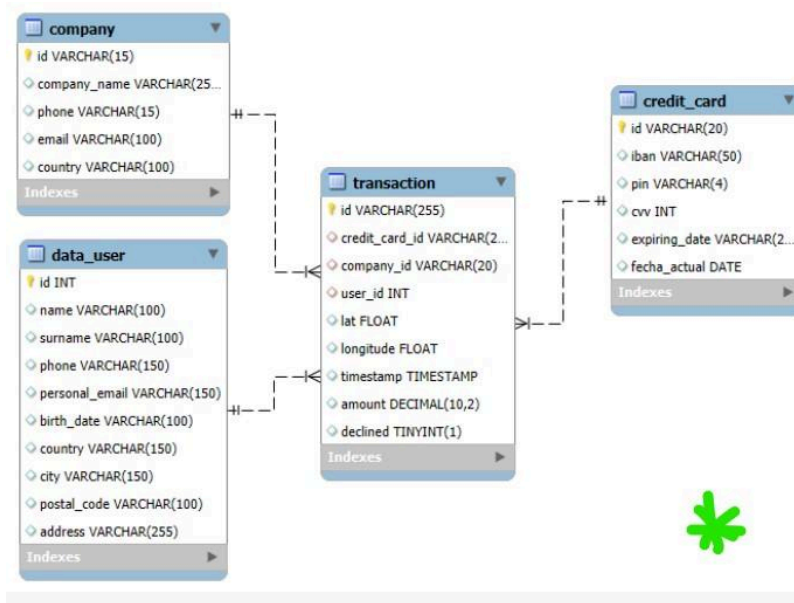 company
id VARCHAR(15)
company_name VARCHAR(25...
phone VARCHAR(15)
email VARCHAR(100)
country VARCHAR(100)
Indexes
data_user
id INT
name VARCHAR(100)
surname VARCHAR(100)
phone VARCHAR(150)
personal_email VARCHAR(150)
birth_date VARCHAR(100)
country VARCHAR(150)
city VARCHAR(150)
postal_code VARCHAR(100)
address VARCHAR(255)
Indexes
transaction
id VARCHAR(255)
credit_card_id VARCHAR(2...
company_id VARCHAR(20)
user_id INT
lat FLOAT
longitude FLOAT
timestamp TIMESTAMP
amount DECIMAL(10,2)
declined TINYINT(1)
Indexes
credit_card
id VARCHAR(20)
iban VARCHAR(50)
pin VARCHAR(4)
cvv INT
expiring_date VARCHAR(2...
fecha_actual DATE
Indexes